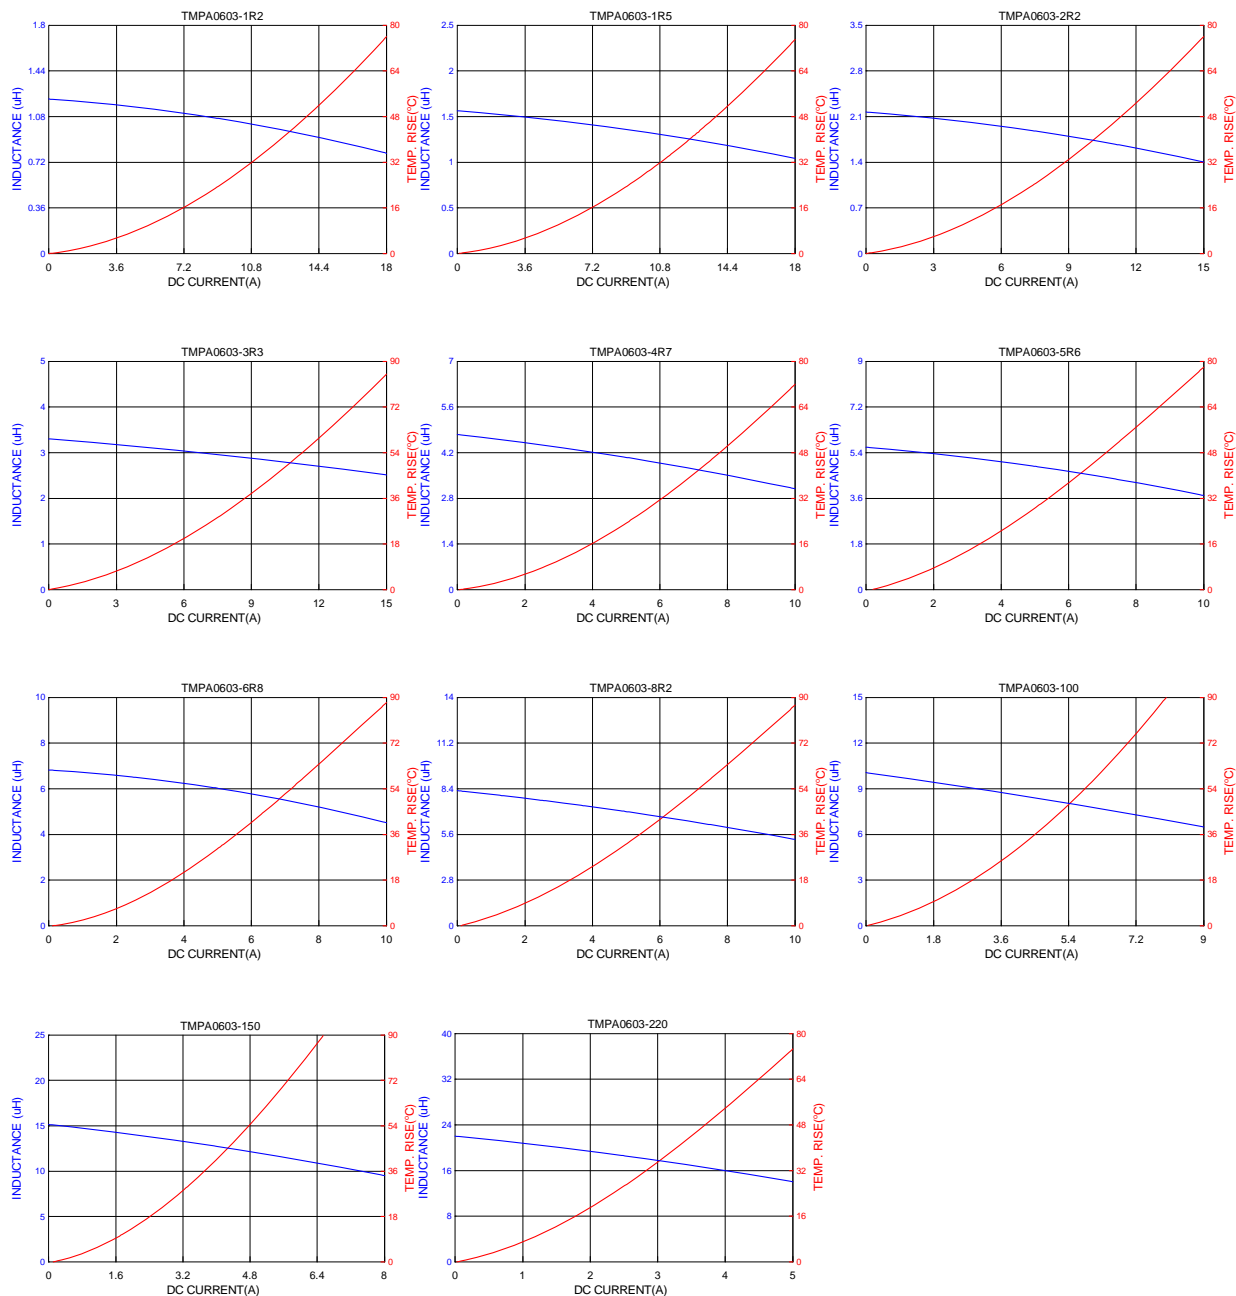 TMPA0603-1R2
INDUCTANCE (uH)
1.8
1.44
1.08
0.72
0.36
0
80
64
48
32
16
0
TEMP. RISE(°C)
0 3.6 7.2 10.8 14.4 18
DC CURRENT(A)
TMPA0603-1R5
INDUCTANCE (uH)
2.5
2
1.5
1
0.5
0
80
64
48
32
16
0
TEMP. RISE(°C)
0 3.6 7.2 10.8 14.4 18
DC CURRENT(A)
TMPA0603-2R2
INDUCTANCE (uH)
3.5
2.8
2.1
1.4
0.7
0
80
64
48
32
16
0
TEMP. RISE(°C)
0 3 6 9 12 15
DC CURRENT(A)
TMPA0603-3R3
INDUCTANCE (uH)
5
4
3
2
1
0
90
72
54
36
18
0
TEMP. RISE(°C)
0 3 6 9 12 15
DC CURRENT(A)
TMPA0603-4R7
INDUCTANCE (uH)
7
5.6
4.2
2.8
1.4
0
80
64
48
32
16
0
TEMP. RISE(°C)
0 2 4 6 8 10
DC CURRENT(A)
TMPA0603-5R6
INDUCTANCE (uH)
9
7.2
5.4
3.6
1.8
0
80
64
48
32
16
0
TEMP. RISE(°C)
0 2 4 6 8 10
DC CURRENT(A)
TMPA0603-6R8
INDUCTANCE (uH)
10
8
6
4
2
0
90
72
54
36
18
0
TEMP. RISE(°C)
0 2 4 6 8 10
DC CURRENT(A)
TMPA0603-8R2
INDUCTANCE (uH)
14
11.2
8.4
5.6
2.8
0
90
72
54
36
18
0
TEMP. RISE(°C)
0 2 4 6 8 10
DC CURRENT(A)
TMPA0603-100
INDUCTANCE (uH)
15
12
9
6
3
0
90
72
54
36
18
0
TEMP. RISE(°C)
0 1.8 3.6 5.4 7.2 9
DC CURRENT(A)
TMPA0603-150
INDUCTANCE (uH)
25
20
15
10
5
0
90
72
54
36
18
0
TEMP. RISE(°C)
0 1.6 3.2 4.8 6.4 8
DC CURRENT(A)
TMPA0603-220
INDUCTANCE (uH)
40
32
24
16
8
0
80
64
48
32
16
0
TEMP. RISE(°C)
0 1 2 3 4 5
DC CURRENT(A)